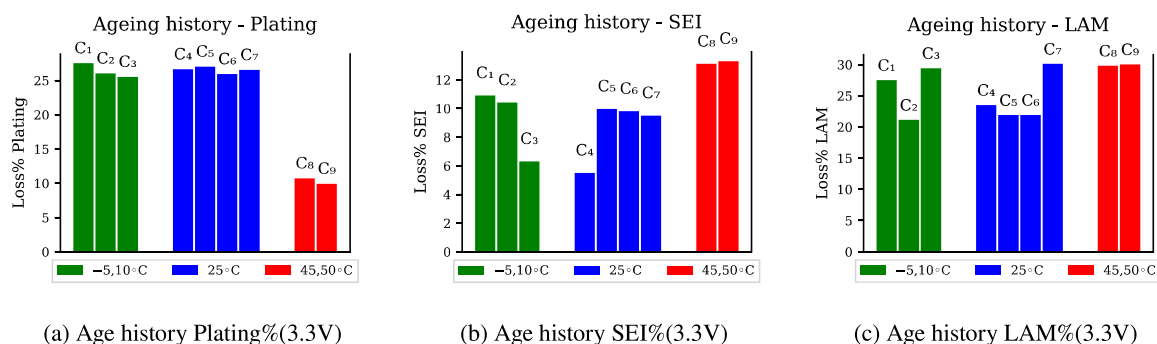 Ageing history - Plating
Loss% Plating
25
20
15
10
5
0
C₁
C₂
C₃
C₄
C₅
C₆
C₇
C₈
C₉
−5,10◦C
25◦C
45,50◦C
(a) Age history Plating%(3.3V)
Ageing history - SEI
Loss% SEI
12
10
8
6
4
2
0
C₁
C₂
C₃
C₄
C₅
C₆
C₇
C₈
C₉
−5,10◦C
25◦C
45,50◦C
(b) Age history SEI%(3.3V)
Ageing history - LAM
Loss% LAM
30
25
20
15
10
5
0
C₁
C₂
C₃
C₄
C₅
C₆
C₇
C₈
C₉
−5,10◦C
25◦C
45,50◦C
(c) Age history LAM%(3.3V)